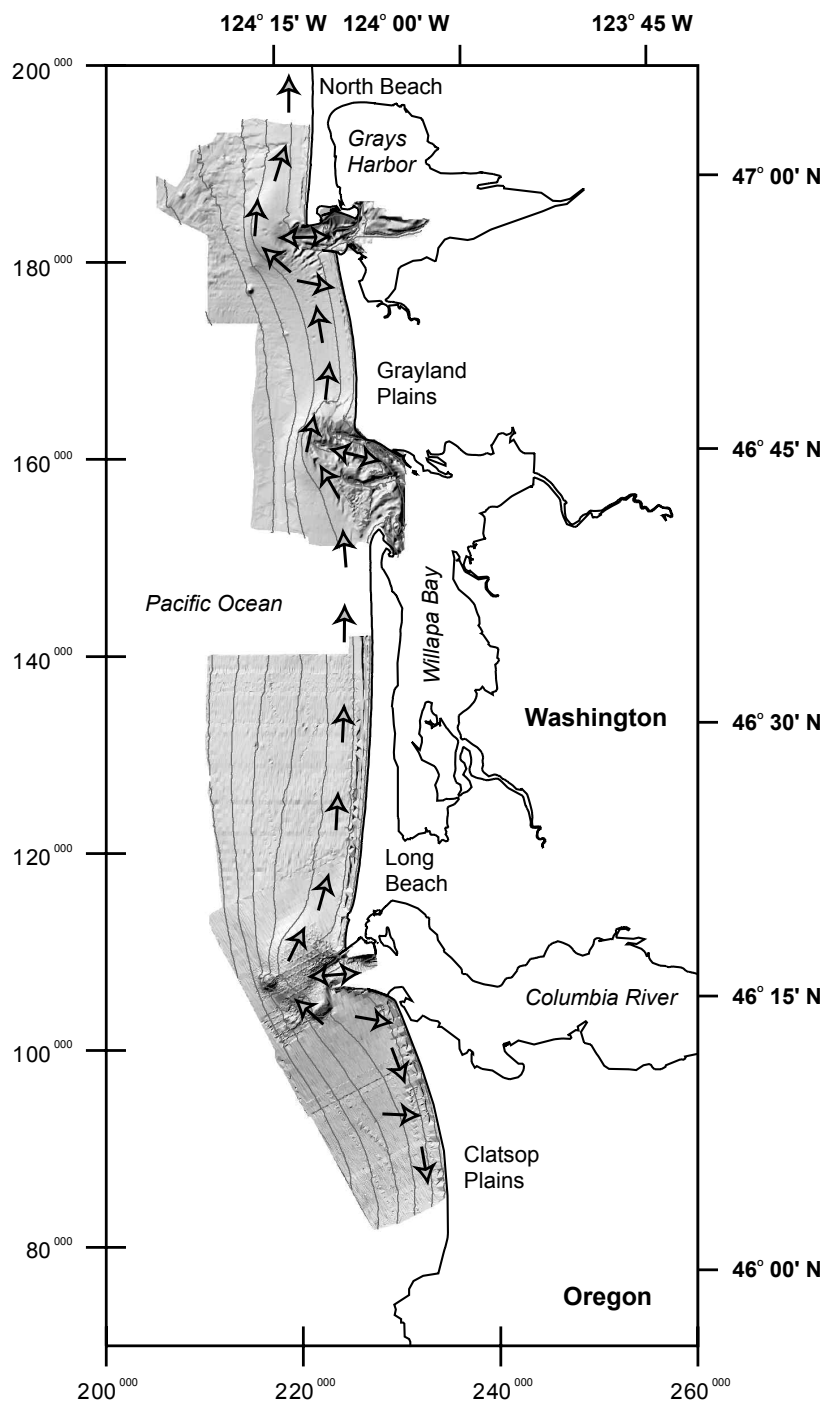 124° 15' W
124° 00' W
123° 45' W
200 000
North Beach
Grays
Harbor
47° 00' N
180 000
Grayland
Plains
46° 45' N
160 000
Pacific Ocean
Willapa Bay
140 000
Washington
46° 30' N
120 000
Long
Beach
Columbia River
46° 15' N
100 000
Clatsop
Plains
80 000
46° 00' N
Oregon
200 000
220 000
240 000
260 000